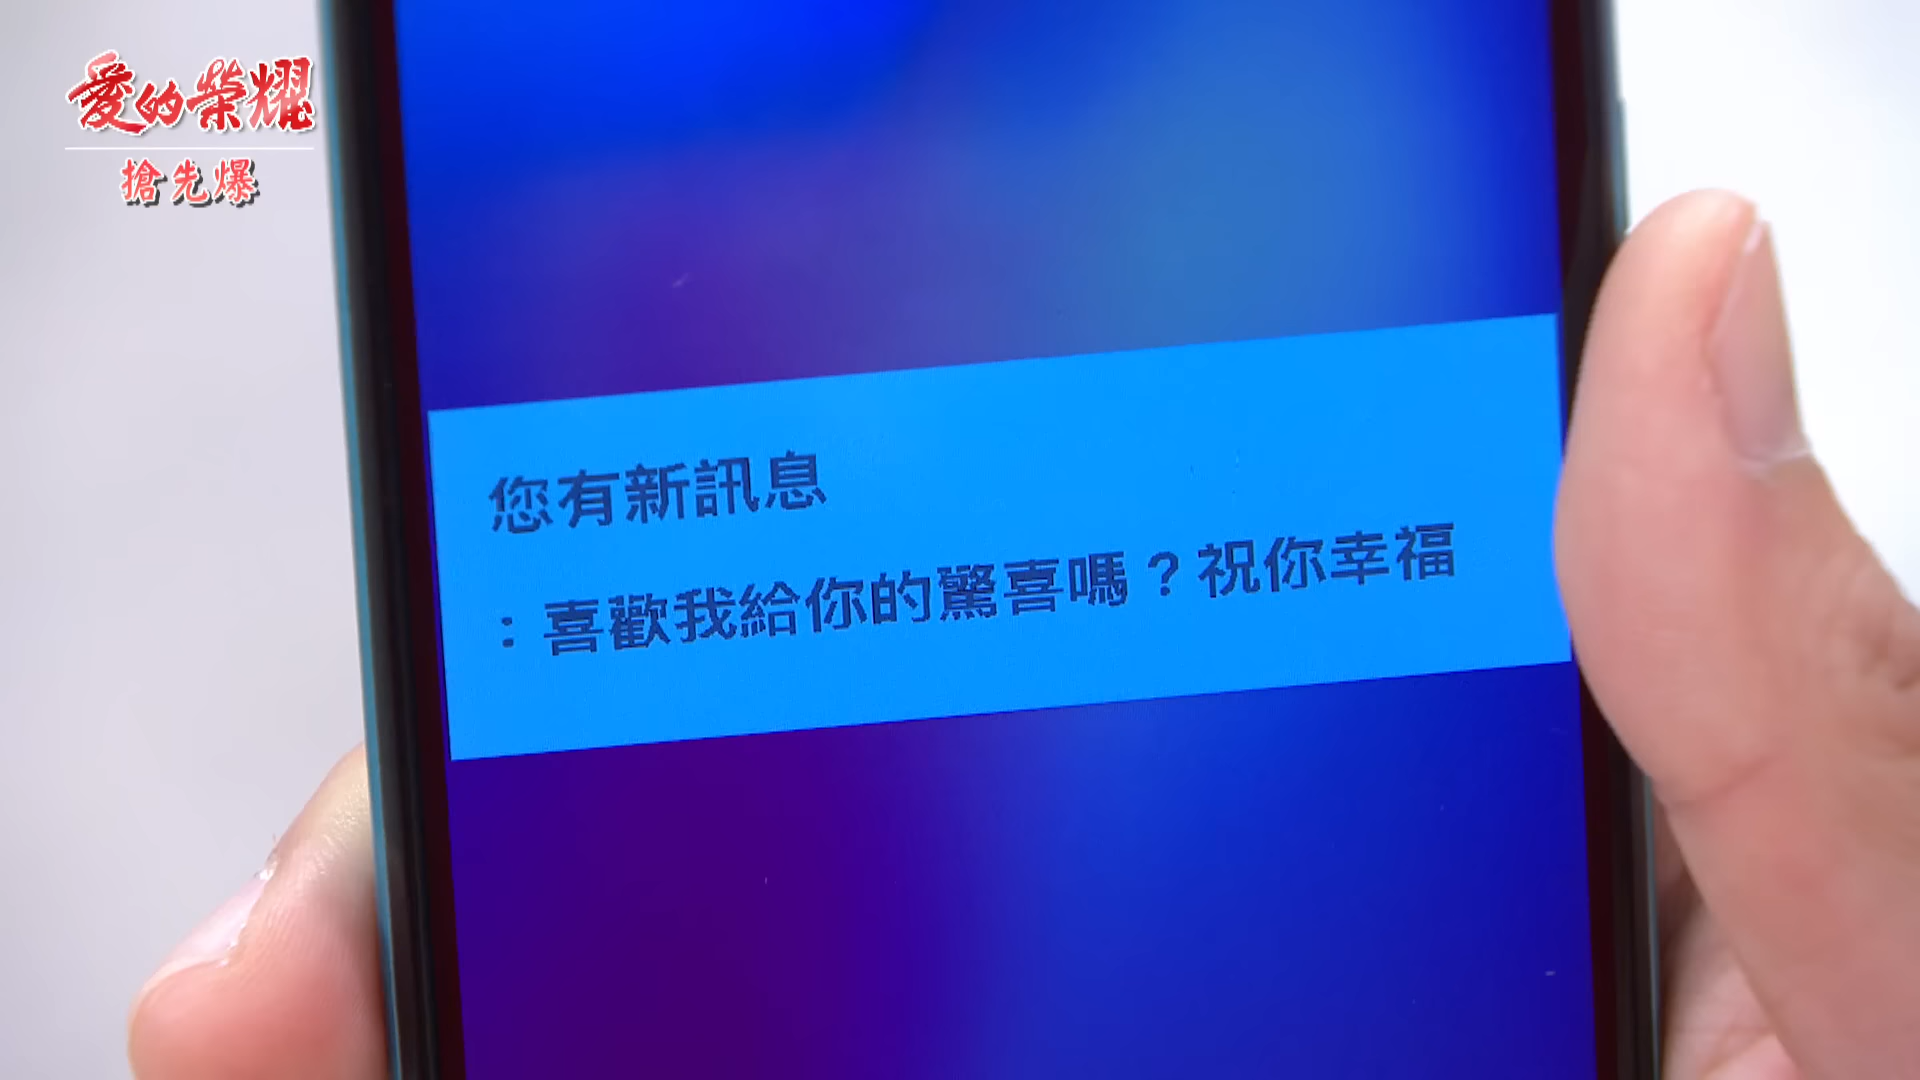 愛的榮耀
搶先爆
您有新訊息
：喜歡我給你的驚喜嗎？祝你幸福